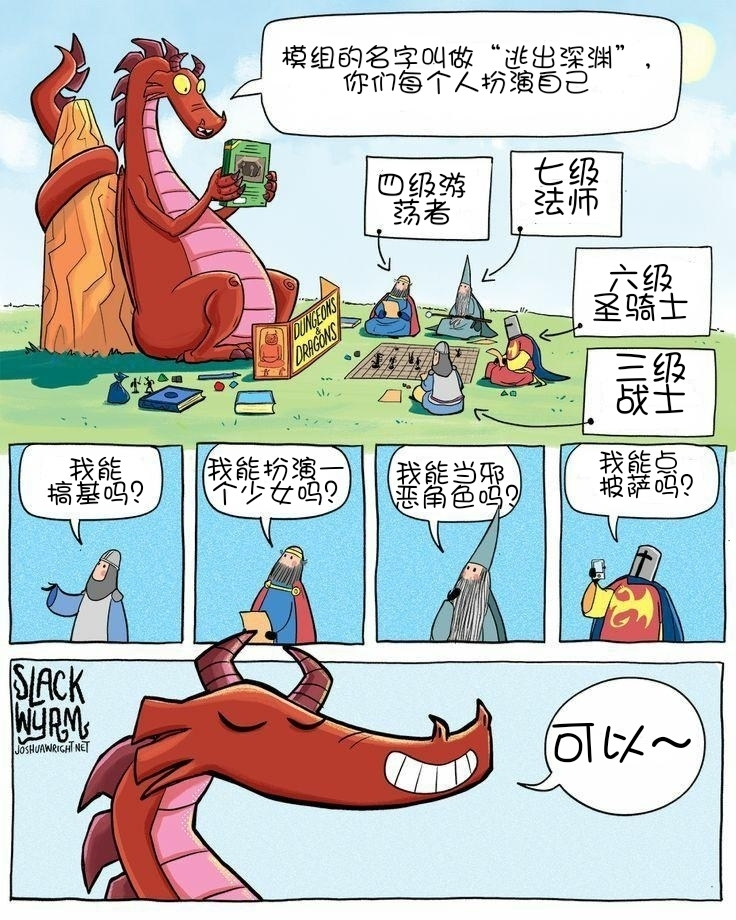 模组的名字叫做“逃出深渊”,
你们每个人扮演自己
四级游
荡者
七级
法师
六级
圣骑士
三级
战士
DUNGEONS
&
DRAGONS
我能
搞基吗?
我能扮演一
个少女吗?
我能当邪
恶角色吗?
我能点
披萨吗?
SLACK
WYRM
JOSHUAWRIGHT.NET
可以~